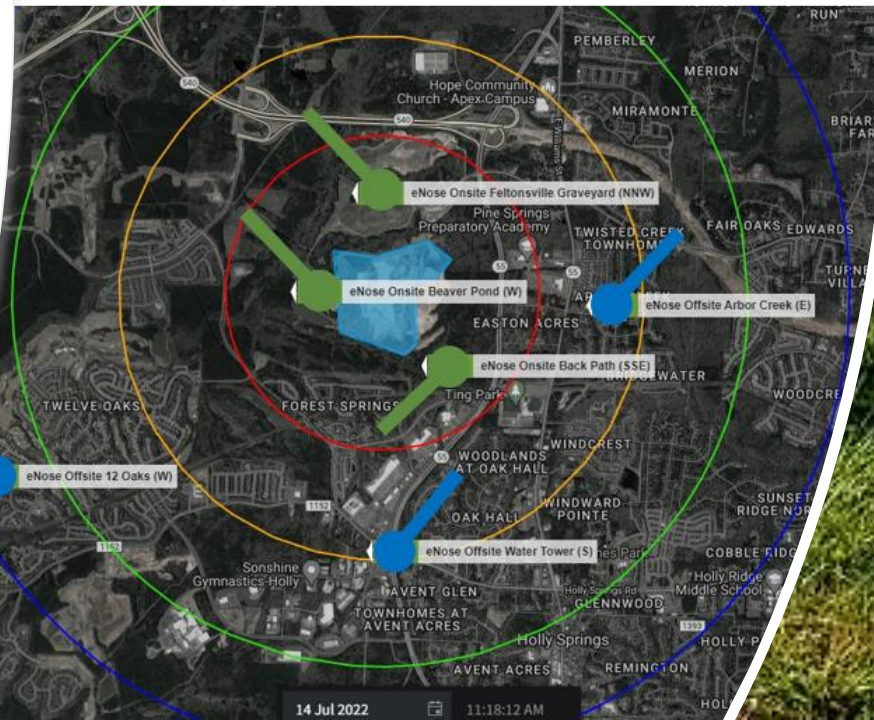 RUN
PEMBERLEY
MERION
540
Hope Community
Church - Apex Campus
MIRAMONTE
540
BRIAR
FAR
E Williams St
eNose Onsite Feltonsville Graveyard (NNW)
Pine Springs
Preparatory Academy
TWISTED CREEK
TOWNHOM
FAIR OAKS
EDWARDS
55
55
TURNE
VILLA
eNose Onsite Beaver Pond (W)
eNose Offsite Arbor Creek (E)
EASTON ACRES
eNose Onsite Back Path (SSE)
BRIDGEWATER
Ting Park
TWELVE OAKS
FOREST SPRINGS
WOODCRE
WINDCREST
55
WOODLANDS
AT OAK HALL
eNose Offsite 12 Oaks (W)
1152
WINDWARD
POINTE
SUNSET
RIDGE NOR
OAK HALL
1152
eNose Offsite Water Tower (S)
nes Park
COBBLE RIDG
Sonshine
Gymnastics-Holly
Holly Ridge
Middle School
AVENT GLEN
Holly Springs Rd
GLENNWOOD
TOWNHOMES AT
AVENT ACRES
1393
Holly Springs
HOLLY P
AVENT ACRES
REMINGTON
HOL
14 Jul 2022
11:18:12 AM